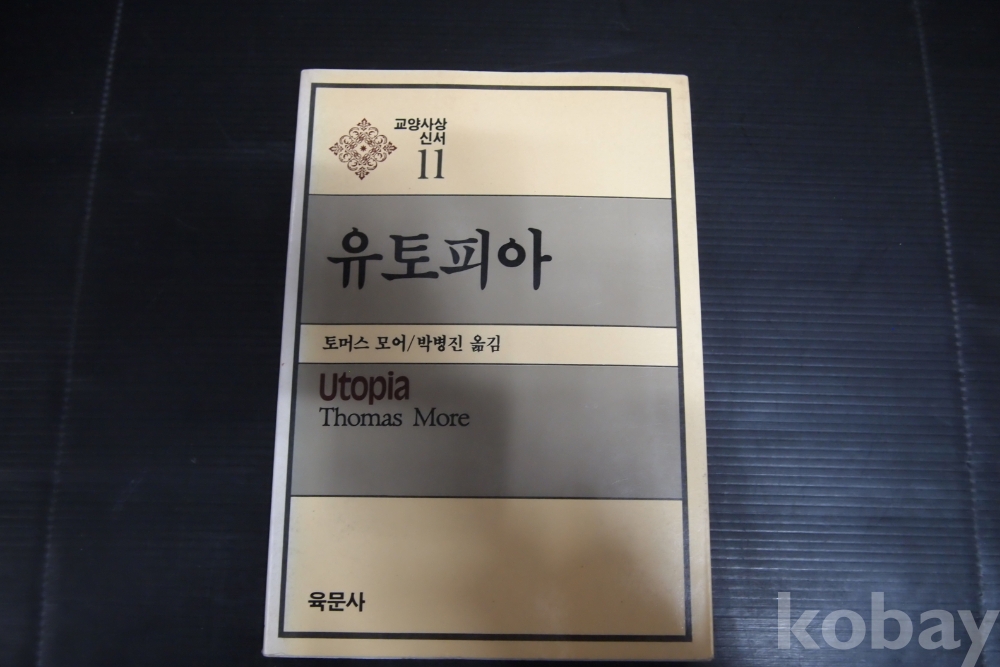 교양사상
신서
11
유토피아
토머스 모어/박병진 옮김
Utopia
Thomas More
육문사
kobay